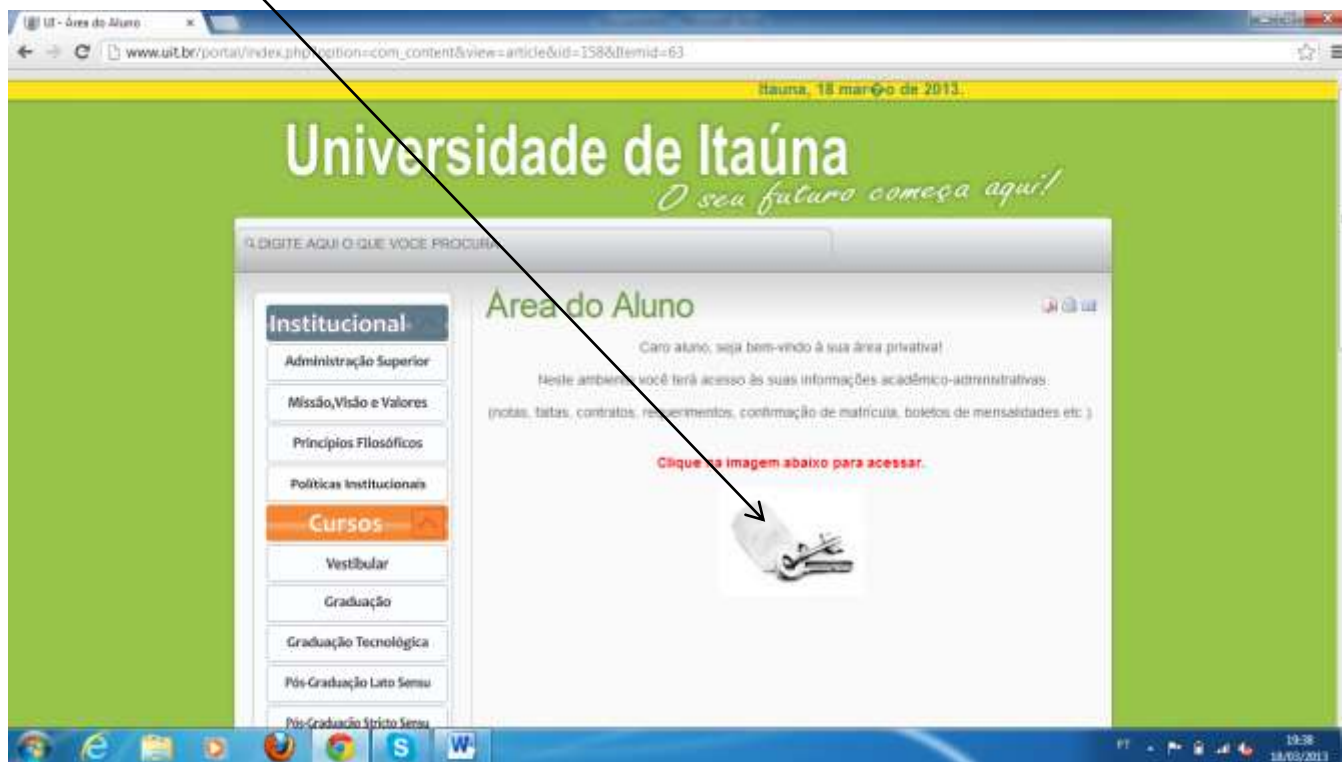 UI - Área do Aluno
www.uit.br/portal/index.php?option=com_content&view=article&id=158&Itemid=63
Itauna, 18 mar�o de 2013.
Universidade de Itaúna
O seu futuro começa aqui!
DIGITE AQUI O QUE VOCE PROCURA
Institucional
Administração Superior
Missão,Visão e Valores
Princípios Filosóficos
Políticas Institucionais
Cursos
Vestibular
Graduação
Graduação Tecnológica
Pós-Graduação Lato Sensu
Pós-Graduação Stricto Sensu
Área do Aluno
Caro aluno, seja bem-vindo à sua área privativa!
Neste ambiente você terá acesso às suas informações acadêmico-administrativas
(notas, faltas, contratos, requerimentos, confirmação de matrícula, boletos de mensalidades etc.)
Clique na imagem abaixo para acessar.
PT
19:38
18/03/2013